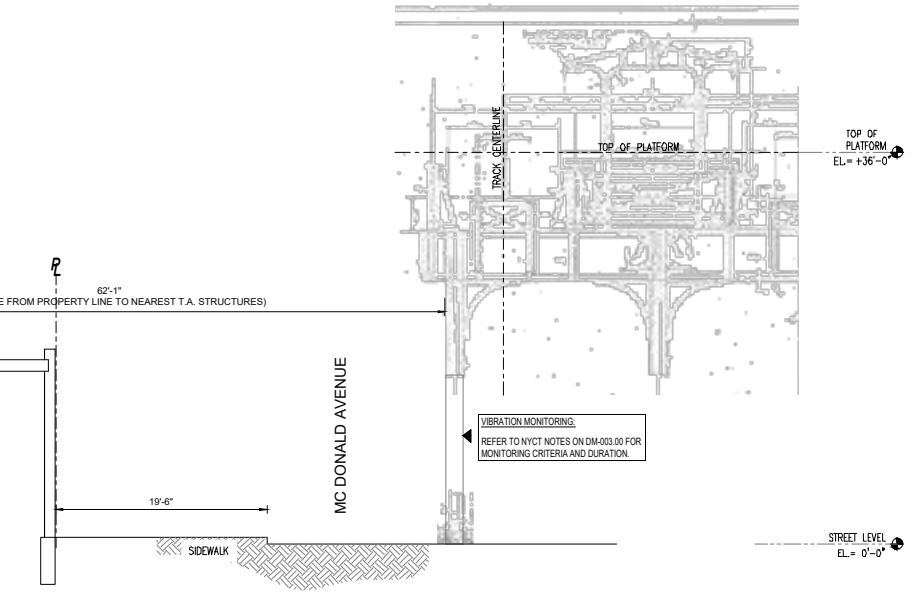 TRACK CENTERLINE
TOP OF PLATFORM
TOP OF
PLATFORM
EL.= +36'-0"
PL
62'-1"
E FROM PROPERTY LINE TO NEAREST T.A. STRUCTURES)
MC DONALD AVENUE
VIBRATION MONITORING:
REFER TO NYCT NOTES ON DM-003.00 FOR
MONITORING CRITERIA AND DURATION.
19'-6"
SIDEWALK
STREET LEVEL
EL.= 0'-0"